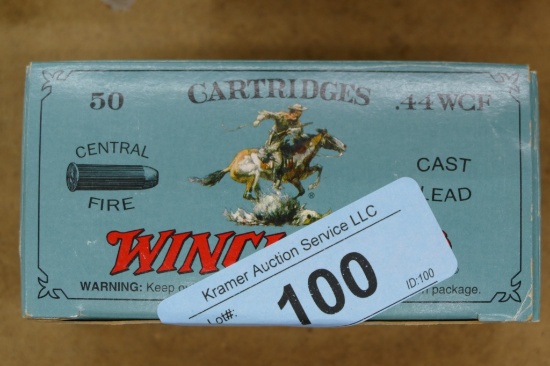 50 CARTRIDGES .44 WCF
CENTRAL
FIRE
CAST
LEAD
®
WINC
WARNING: Keep package.
Kramer Auction Service LLC
Lot#: 100 ID:100